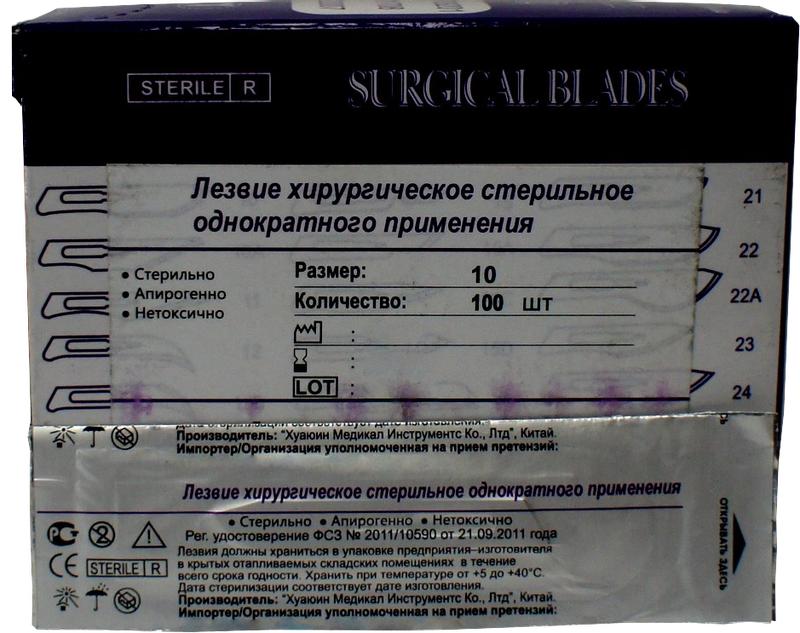 STERILE R SURGICAL BLADES
Лезвие хирургическое стерильное
однократного применения
21
22
22A
23
24
• Стерильно
• Апирогенно
• Нетоксично
Размер: 10
Количество: 100 шт
:
:
LOT :
Дата стерилизации соответствует дате изготовления.
Производитель: "Хуаюин Медикал Инструментс Ко., Лтд", Китай.
Импортер/Организация уполномоченная на прием претензий:
Лезвие хирургическое стерильное однократного применения
• Стерильно • Апирогенно • Нетоксично
Рег. удостоверение ФСЗ № 2011/10590 от 21.09.2011 года
Лезвия должны храниться в упаковке предприятия-изготовителя
в крытых отапливаемых складских помещениях в течение
всего срока годности. Хранить при температуре от +5 до +40°С.
Дата стерилизации соответствует дате изготовления.
Производитель: "Хуаюин Медикал Инструментс Ко., Лтд", Китай.
Импортер/Организация уполномоченная на прием претензий:
CE STERILE R
2
ОТКРЫВАТЬ ЗДЕСЬ